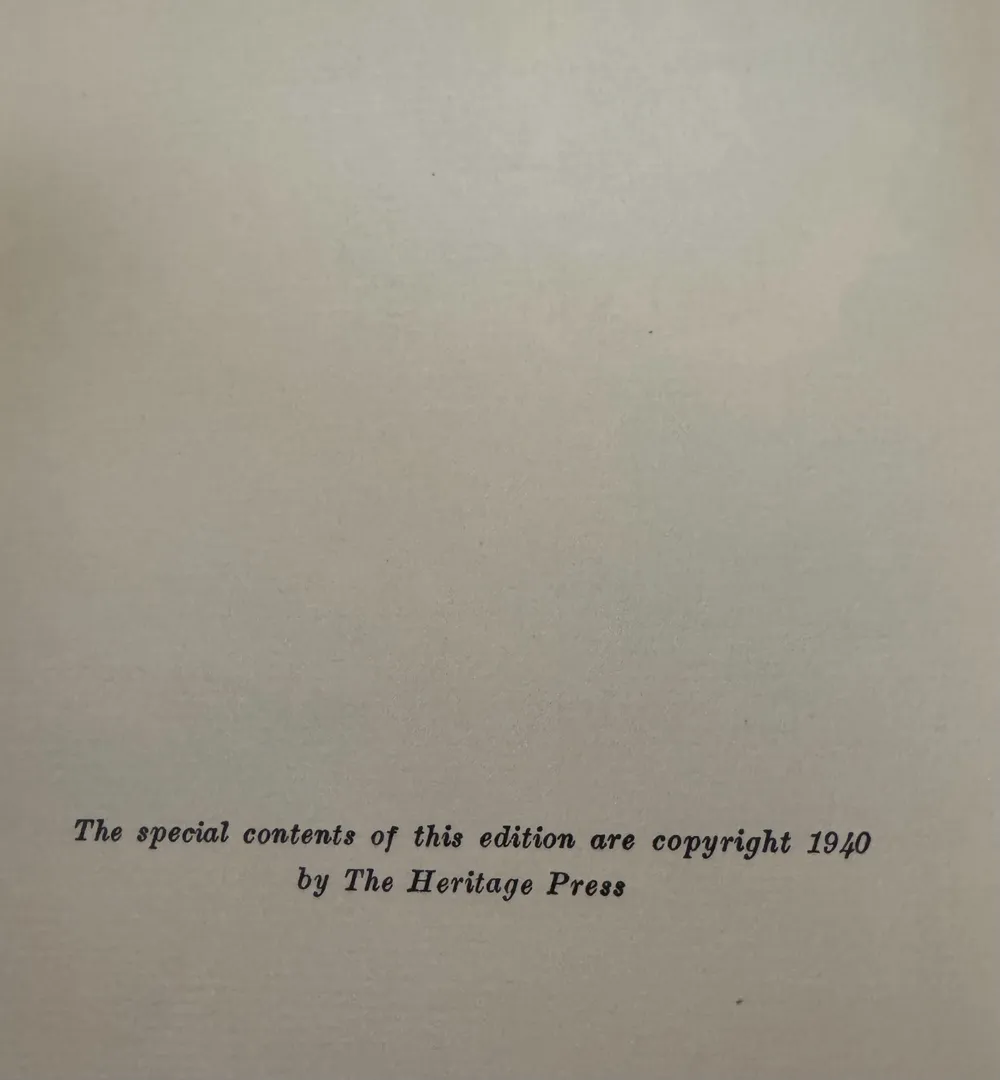 The special contents of this edition are copyright 1940
by The Heritage Press